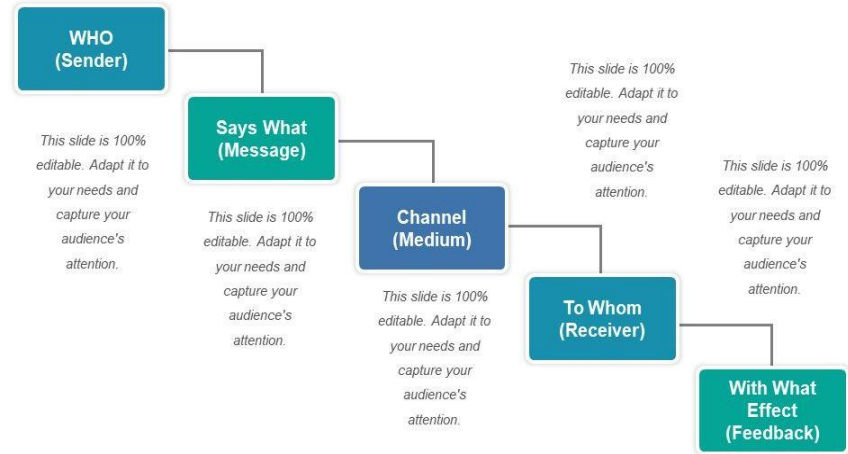 WHO
(Sender)
This slide is 100%
editable. Adapt it to
your needs and
capture your
audience's
attention.
Says What
(Message)
This slide is 100%
editable. Adapt it to
your needs and
capture your
audience's
attention.
Channel
(Medium)
This slide is 100%
editable. Adapt it to
your needs and
capture your
audience's
attention.
This slide is 100%
editable. Adapt it to
your needs and
capture your
audience's
attention.
To Whom
(Receiver)
This slide is 100%
editable. Adapt it to
your needs and
capture your
audience's
attention.
With What
Effect
(Feedback)